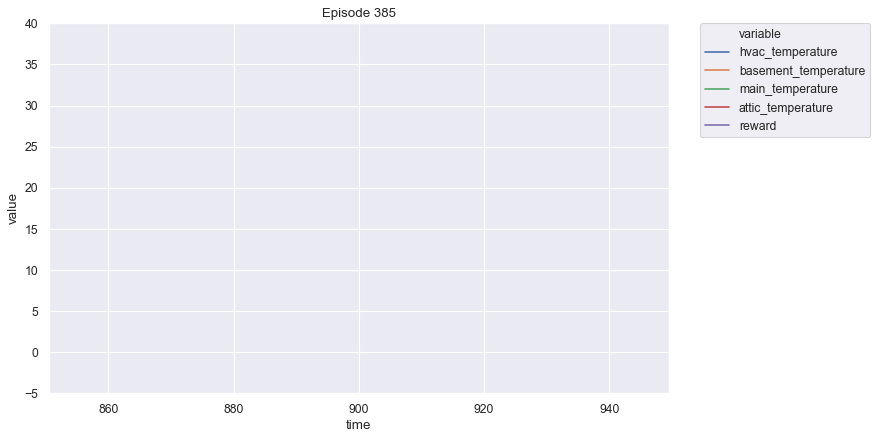 Episode 385
40
35
30
25
20
15
10
5
0
−5
value
860 880 900 920 940
time
variable
hvac_temperature
basement_temperature
main_temperature
attic_temperature
reward